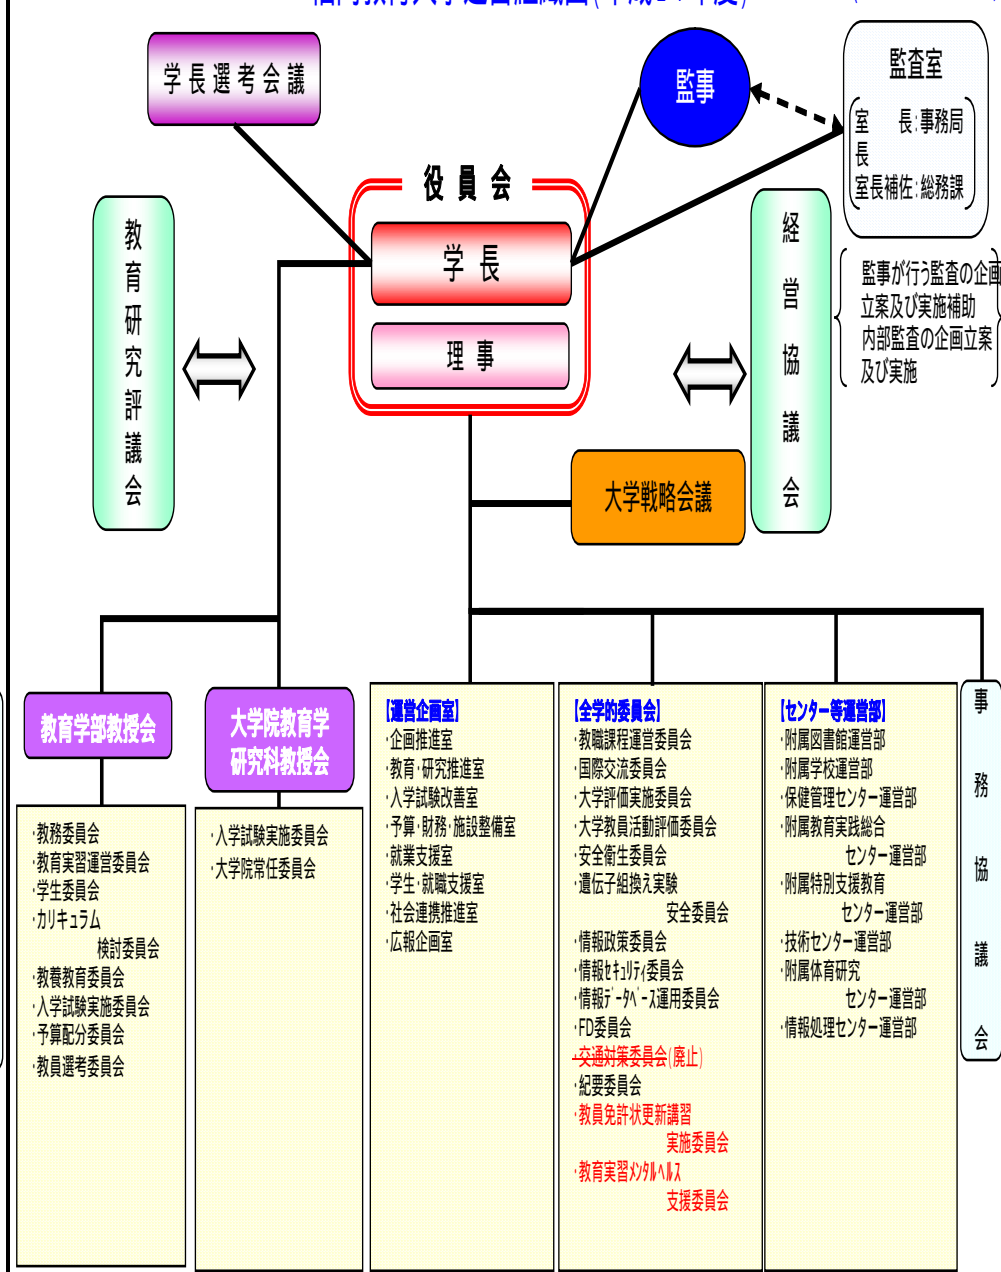 学長選考会議
監事
監査室
室　　長:事務局
長
室長補佐:総務課
役員会
学長
理事
教育研究評議会
経営協議会
監事が行う監査の企画
立案及び実施補助
内部監査の企画立案
及び実施
大学戦略会議
教育学部教授会
・教務委員会
・教育実習運営委員会
・学生委員会
・カリキュラム
検討委員会
・教養教育委員会
・入学試験実施委員会
・予算配分委員会
・教員選考委員会
大学院教育学
研究科教授会
・入学試験実施委員会
・大学院常任委員会
【運営企画室】
・企画推進室
・教育・研究推進室
・入学試験改善室
・予算・財務・施設整備室
・就業支援室
・学生・就職支援室
・社会連携推進室
・広報企画室
【全学的委員会】
・教職課程運営委員会
・国際交流委員会
・大学評価実施委員会
・大学教員活動評価委員会
・安全衛生委員会
・遺伝子組換え実験
安全委員会
・情報政策委員会
・情報ｾｷｭﾘﾃｨ委員会
・情報ﾃﾞｰﾀﾍﾞｰｽ運用委員会
・FD委員会
・交通対策委員会(廃止)
・紀要委員会
・教員免許状更新講習
実施委員会
・教育実習ﾒﾝﾀﾙﾍﾙｽ
支援委員会
【センター等運営部】
・附属図書館運営部
・附属学校運営部
・保健管理センター運営部
・附属教育実践総合
センター運営部
・附属特別支援教育
センター運営部
・技術センター運営部
・附属体育研究
センター運営部
・情報処理センター運営部
事務協議会